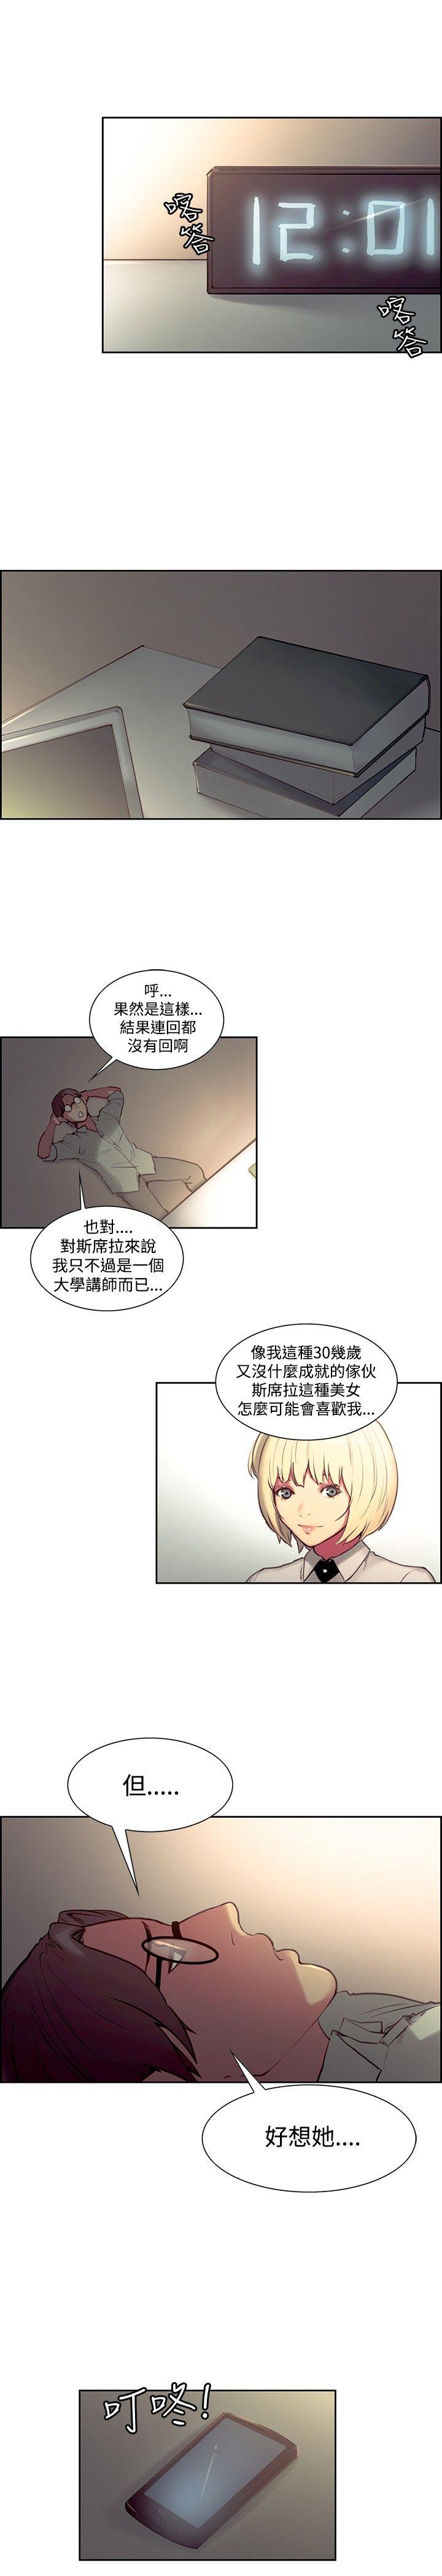 喀答
12:01
喀答
呼...
果然是這樣...
結果連回都
沒有回啊
也對....
對斯席拉來說
我只不過是一個
大學講師而已...
像我這種30幾歲
又沒什麼成就的傢伙
斯席拉這種美女
怎麼可能會喜歡我...
但.....
好想她....
叮咚!